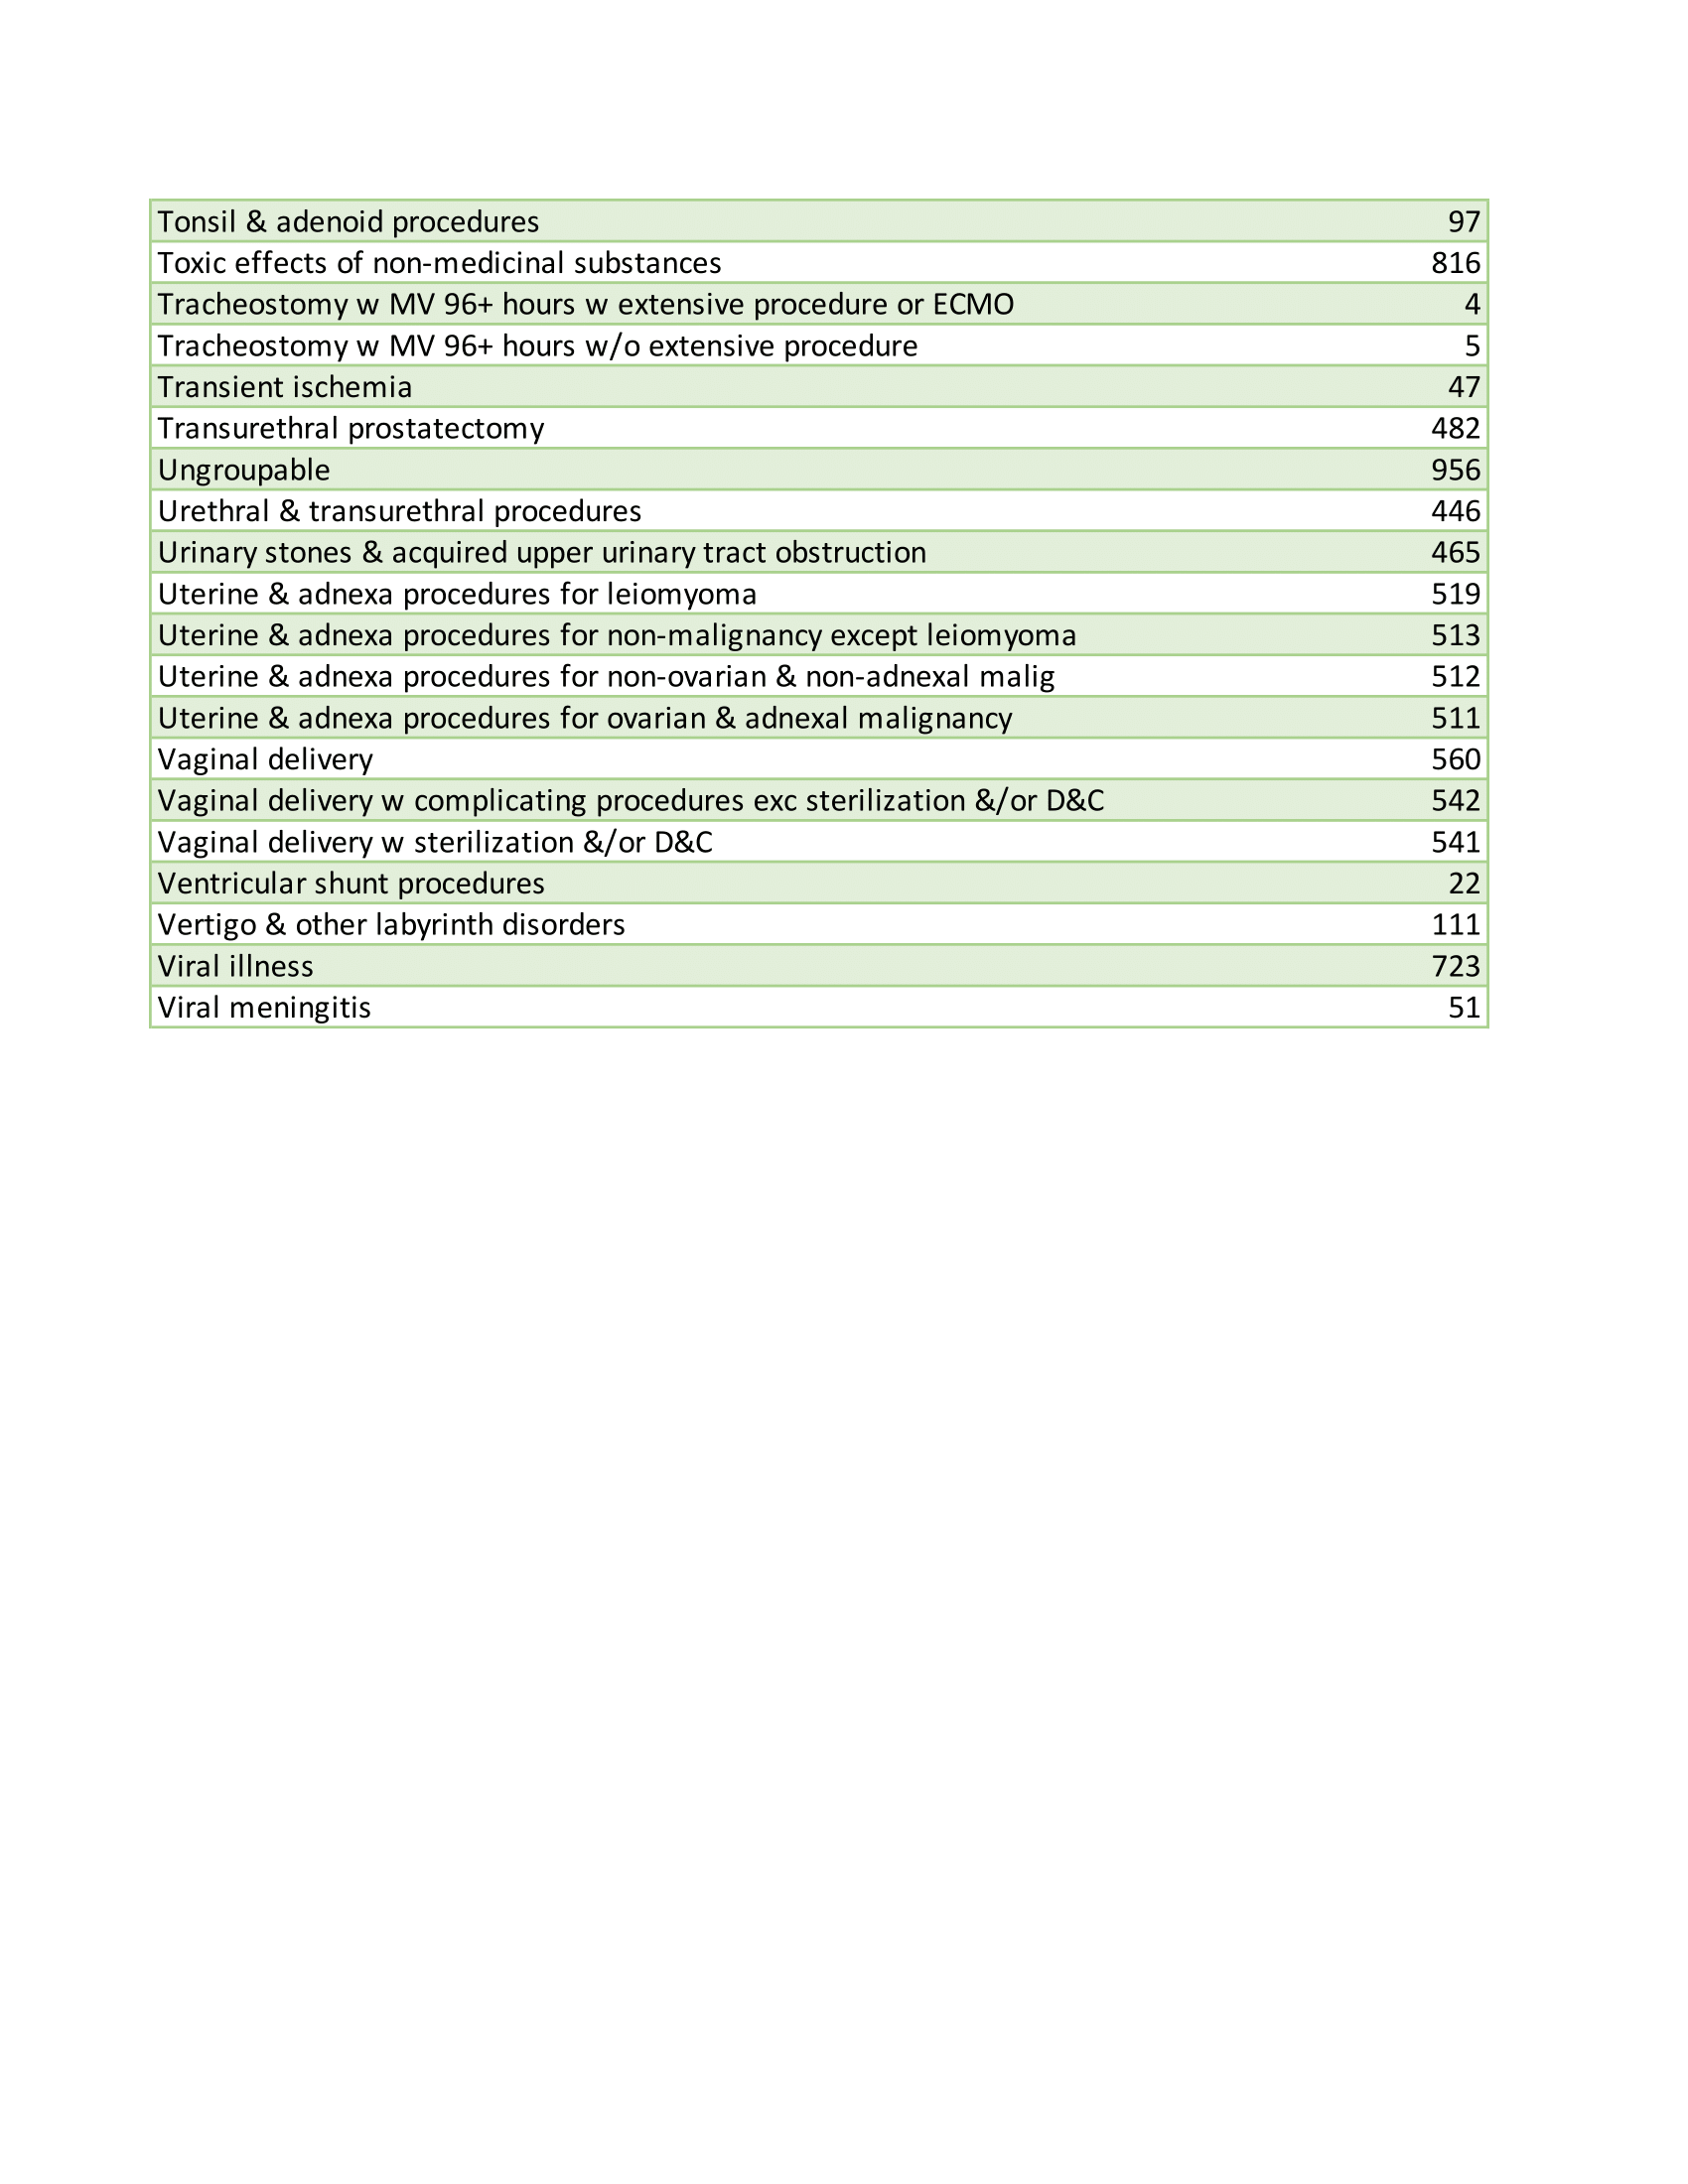 Tonsil & adenoid procedures 97
Toxic effects of non-medicinal substances 816
Tracheostomy w MV 96+ hours w extensive procedure or ECMO 4
Tracheostomy w MV 96+ hours w/o extensive procedure 5
Transient ischemia 47
Transurethral prostatectomy 482
Ungroupable 956
Urethral & transurethral procedures 446
Urinary stones & acquired upper urinary tract obstruction 465
Uterine & adnexa procedures for leiomyoma 519
Uterine & adnexa procedures for non-malignancy except leiomyoma 513
Uterine & adnexa procedures for non-ovarian & non-adnexal malig 512
Uterine & adnexa procedures for ovarian & adnexal malignancy 511
Vaginal delivery 560
Vaginal delivery w complicating procedures exc sterilization &/or D&C 542
Vaginal delivery w sterilization &/or D&C 541
Ventricular shunt procedures 22
Vertigo & other labyrinth disorders 111
Viral illness 723
Viral meningitis 51